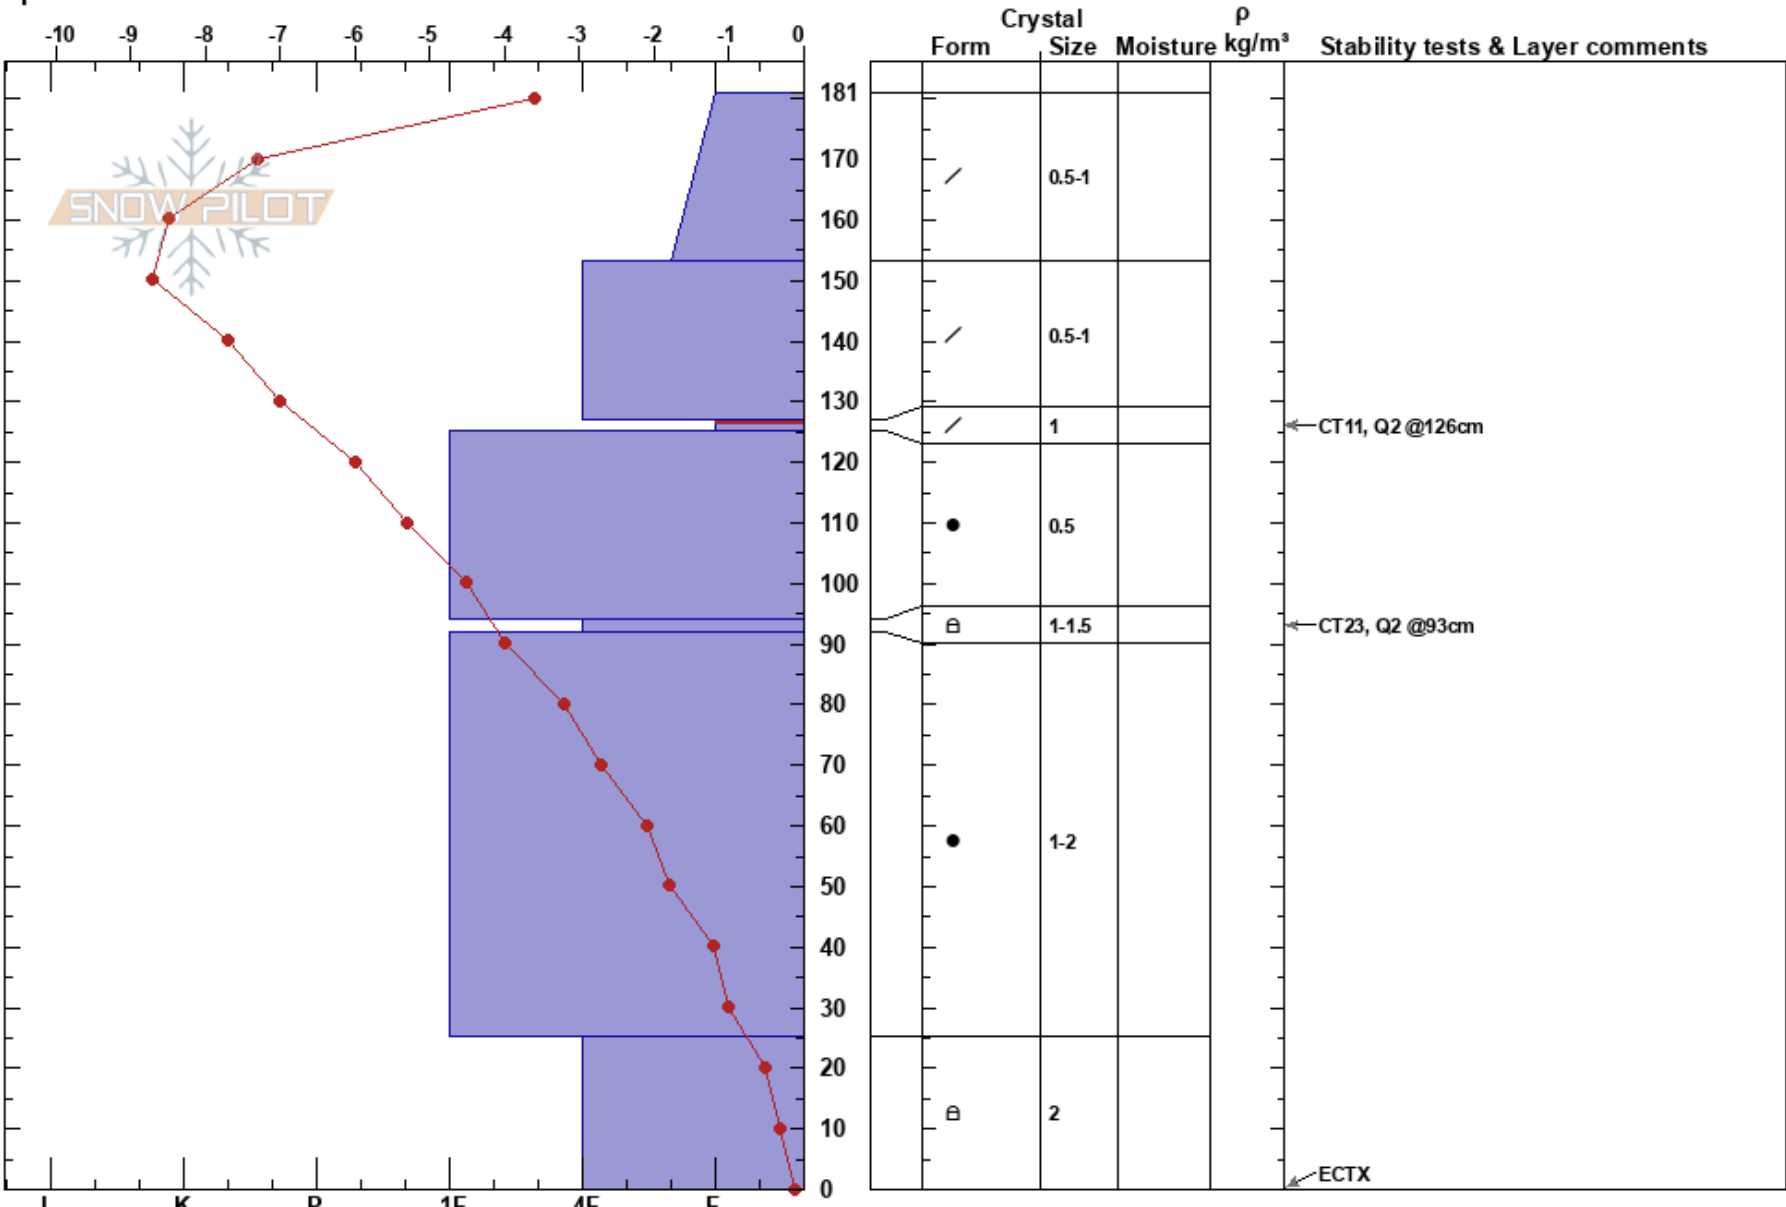 Crystal ρ
-10 -9 -8 -7 -6 -5 -4 -3 -2 -1 0 Form Size Moisture kg/m³ Stability tests & Layer comments
181
170 0.5-1
SNOW PILOT 160
150
140 0.5-1
130
1 CT11, Q2 @126cm
120
110 0.5
100
1-1.5 CT23, Q2 @93cm
90
80
70
60 1-2
50
40
30
20
2
10
ECTX
0
I K P 1F 4F F